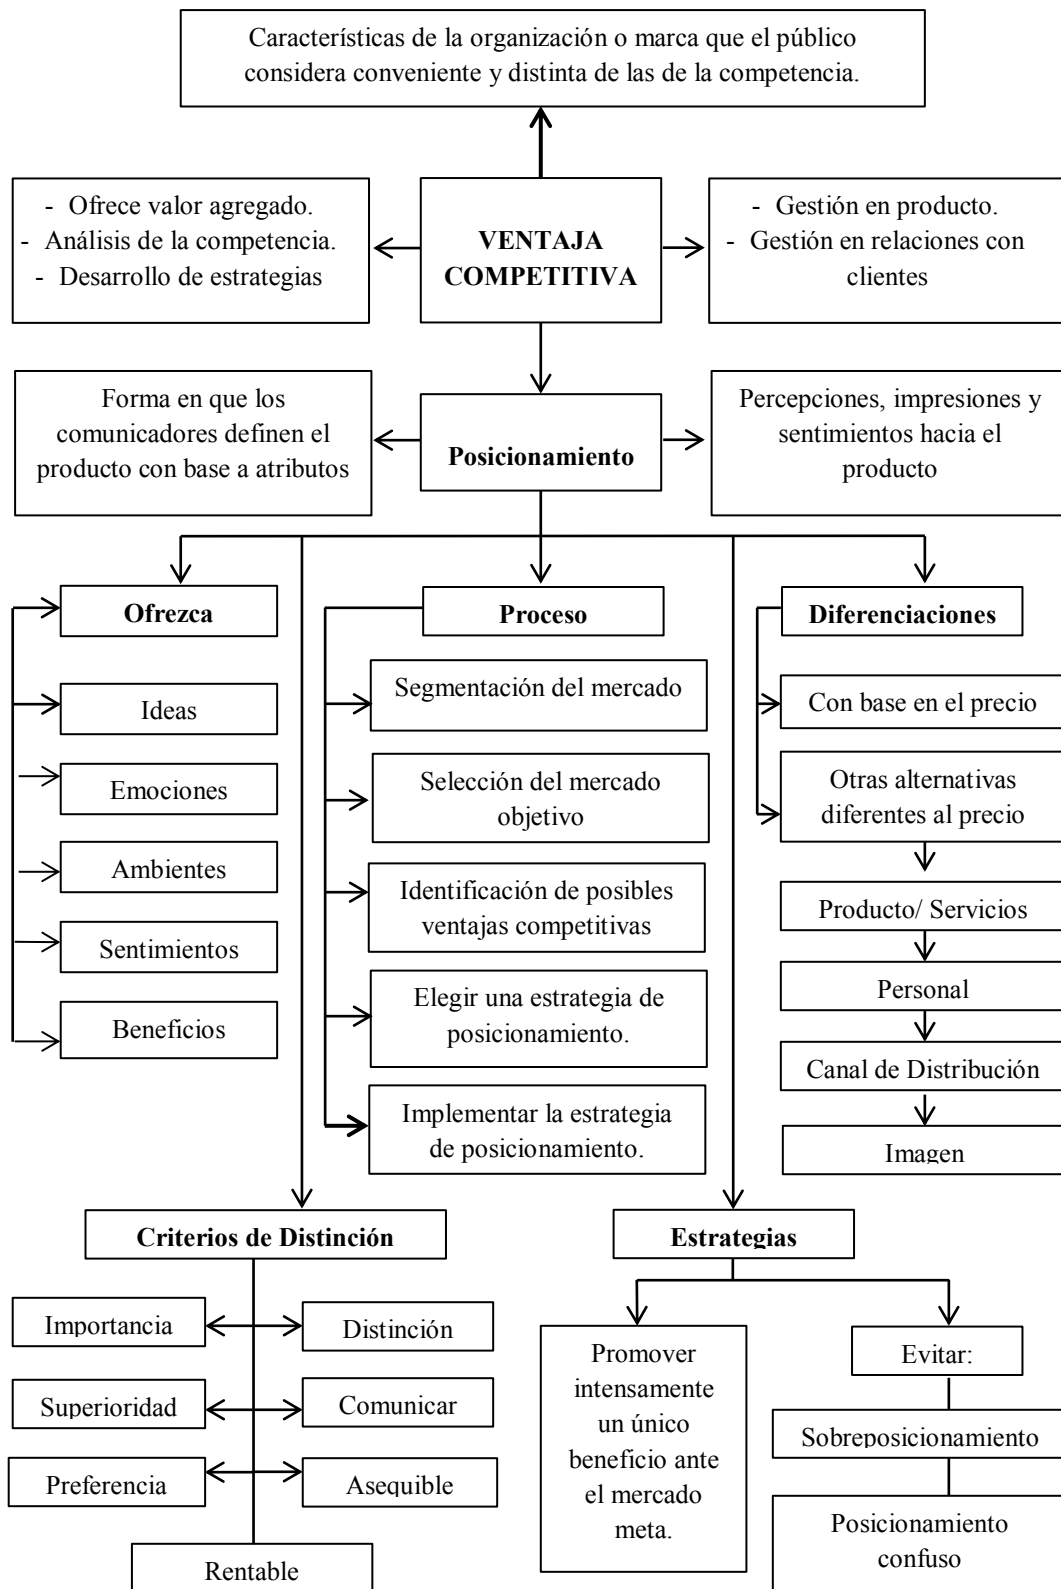 Características de la organización o marca que el público
considera conveniente y distinta de las de la competencia.
- Ofrece valor agregado.
- Análisis de la competencia.
- Desarrollo de estrategias
VENTAJA
COMPETITIVA
- Gestión en producto.
- Gestión en relaciones con
clientes
Forma en que los
comunicadores definen el
producto con base a atributos
Posicionamiento
Percepciones, impresiones y
sentimientos hacia el
producto
Ofrezca
Ideas
Emociones
Ambientes
Sentimientos
Beneficios
Proceso
Segmentación del mercado
Selección del mercado
objetivo
Identificación de posibles
ventajas competitivas
Elegir una estrategia de
posicionamiento.
Implementar la estrategia
de posicionamiento.
Diferenciaciones
Con base en el precio
Otras alternativas
diferentes al precio
Producto/ Servicios
Personal
Canal de Distribución
Imagen
Criterios de Distinción
Importancia
Distinción
Superioridad
Comunicar
Preferencia
Asequible
Rentable
Estrategias
Promover
intensamente
un único
beneficio ante
el mercado
meta.
Evitar:
Sobreposicionamiento
Posicionamiento
confuso